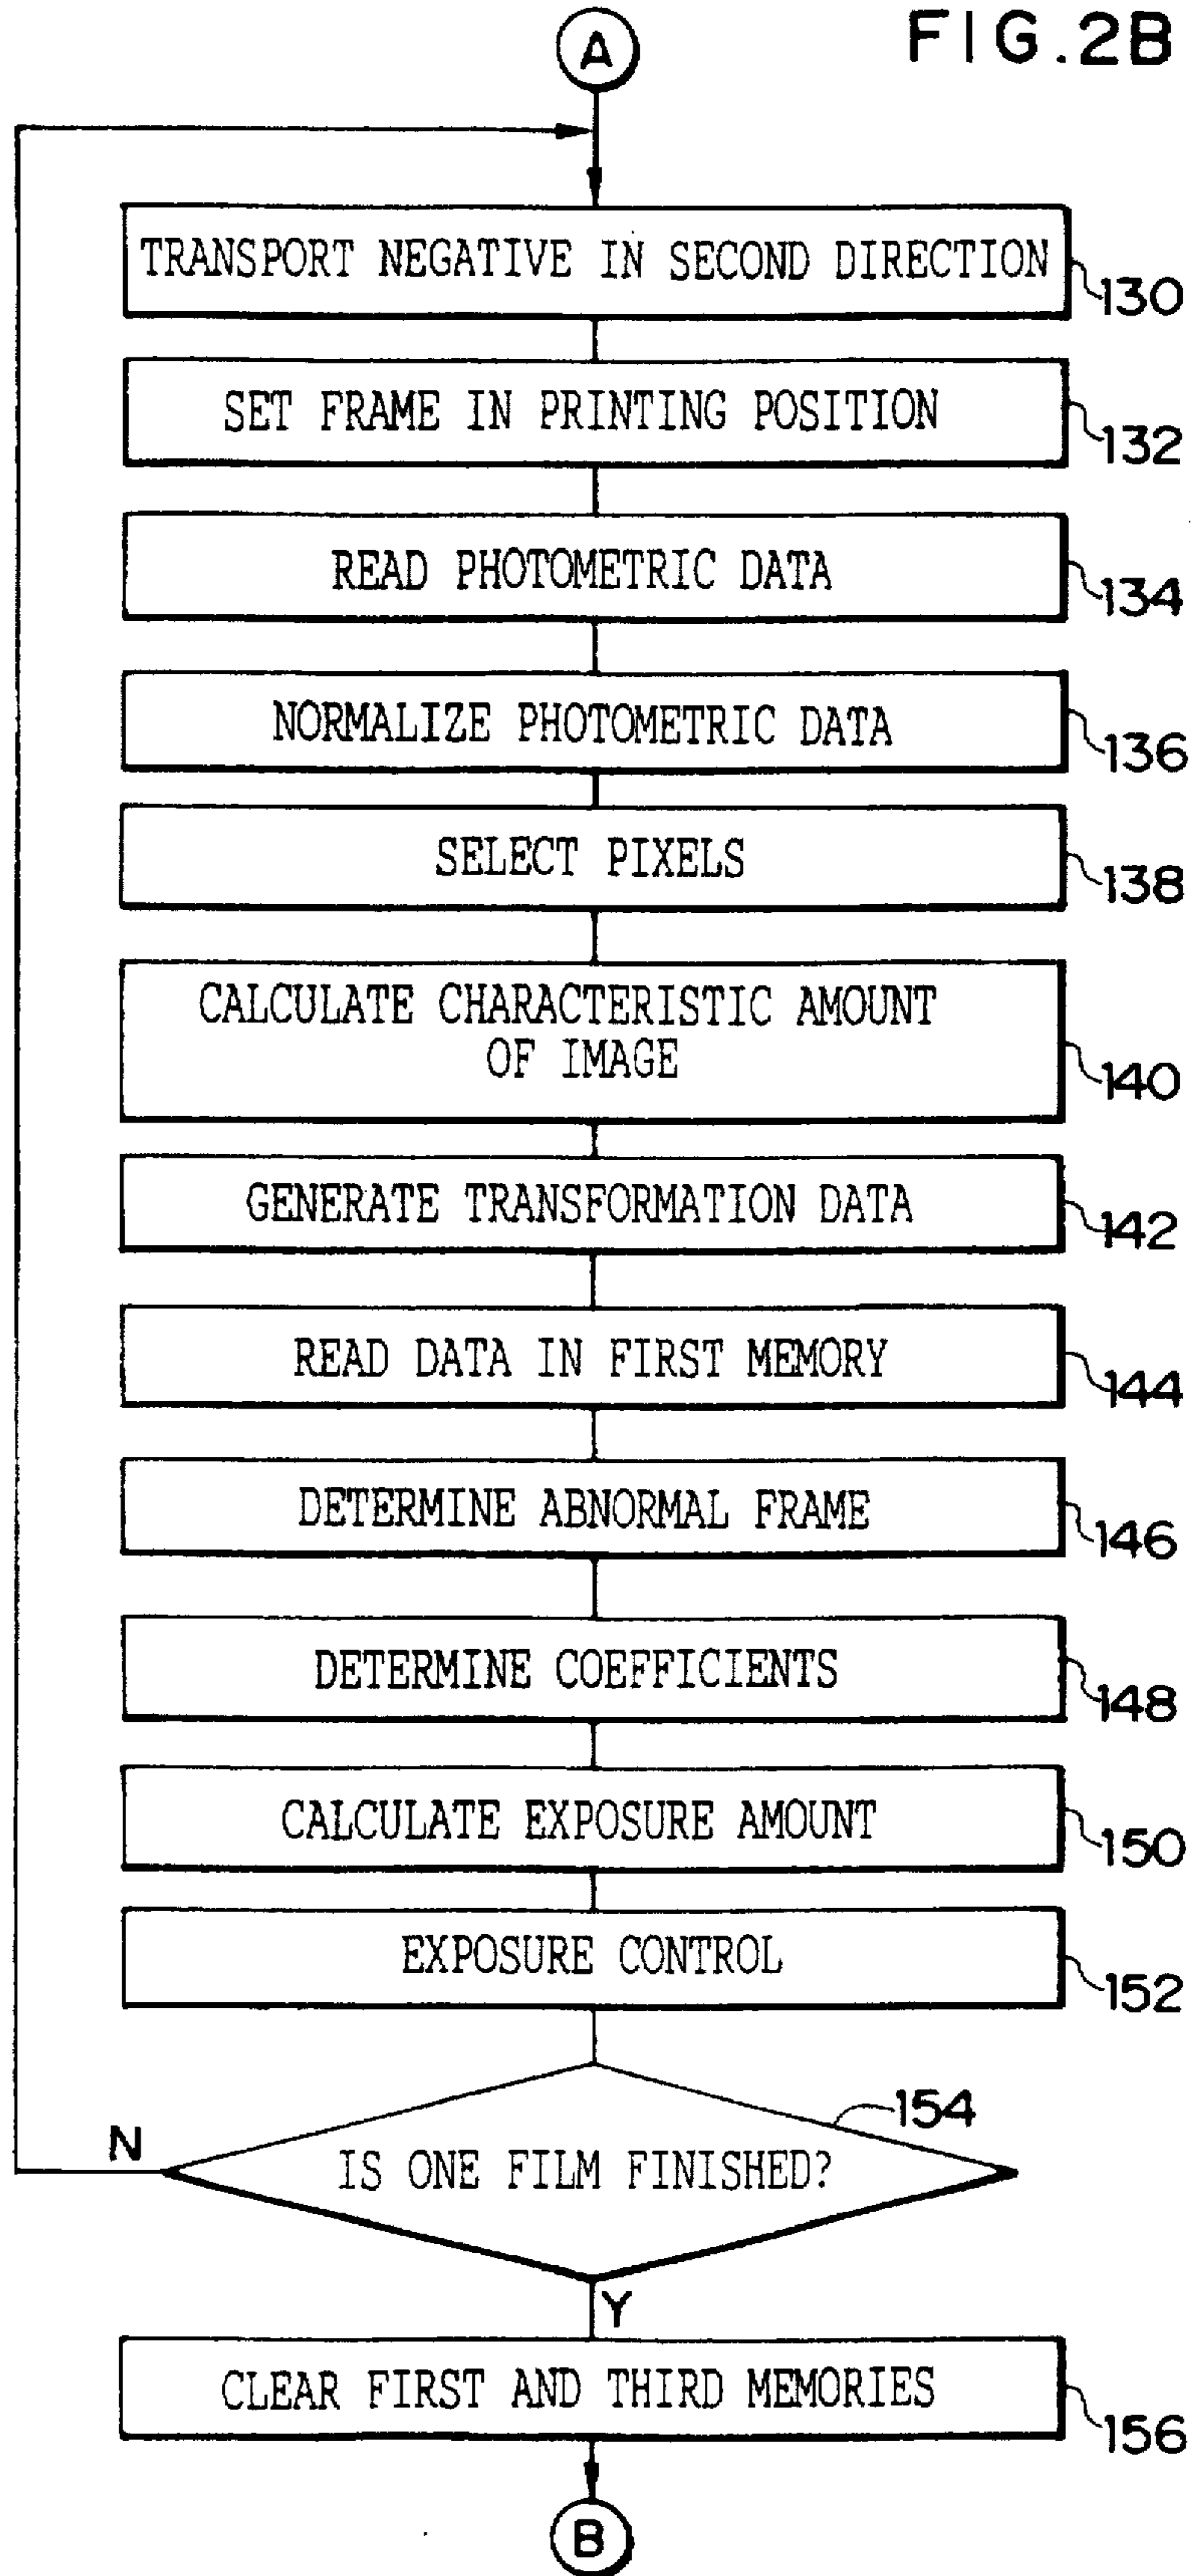 FIG.2B
A
TRANSPORT NEGATIVE IN SECOND DIRECTION
130
SET FRAME IN PRINTING POSITION
132
READ PHOTOMETRIC DATA
134
NORMALIZE PHOTOMETRIC DATA
136
SELECT PIXELS
138
CALCULATE CHARACTERISTIC AMOUNT
OF IMAGE
140
GENERATE TRANSFORMATION DATA
142
READ DATA IN FIRST MEMORY
144
DETERMINE ABNORMAL FRAME
146
DETERMINE COEFFICIENTS
148
CALCULATE EXPOSURE AMOUNT
150
EXPOSURE CONTROL
152
154
N
IS ONE FILM FINISHED?
Y
CLEAR FIRST AND THIRD MEMORIES
156
B